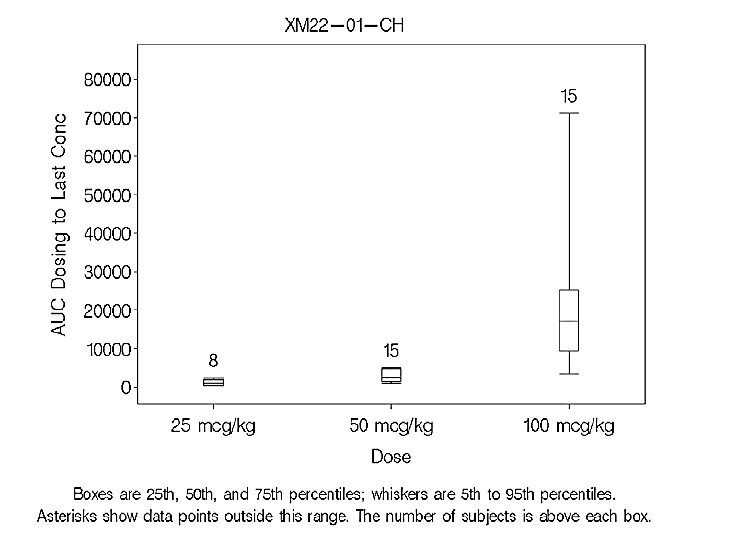 XM22-01-CH
AUC Dosing to Last Conc
80000
70000
60000
50000
40000
30000
20000
10000
0
8
15
15
25 mcg/kg
50 mcg/kg
100 mcg/kg
Dose
Boxes are 25th, 50th, and 75th percentiles; whiskers are 5th to 95th percentiles.
Asterisks show data points outside this range. The number of subjects is above each box.